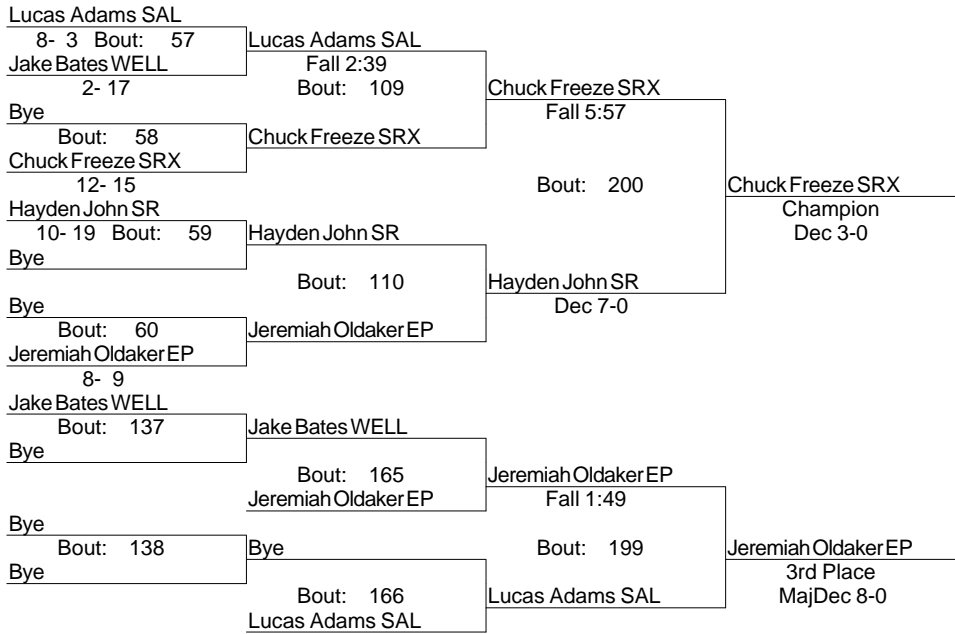 Lucas Adams SAL
8- 3 Bout: 57
Lucas Adams SAL
Jake Bates WELL
Fall 2:39
2- 17
Bout: 109
Chuck Freeze SRX
Bye
Fall 5:57
Bout: 58
Chuck Freeze SRX
Chuck Freeze SRX
12- 15
Bout: 200
Chuck Freeze SRX
Hayden John SR
Champion
10- 19 Bout: 59
Hayden John SR
Dec 3-0
Bye
Bout: 110
Hayden John SR
Bye
Dec 7-0
Bout: 60
Jeremiah Oldaker EP
Jeremiah Oldaker EP
8- 9
Jake Bates WELL
Bout: 137
Jake Bates WELL
Bye
Bout: 165
Jeremiah Oldaker EP
Jeremiah Oldaker EP
Fall 1:49
Bye
Bout: 138
Bye
Bout: 199
Jeremiah Oldaker EP
Bye
3rd Place
Bout: 166
Lucas Adams SAL
MajDec 8-0
Lucas Adams SAL